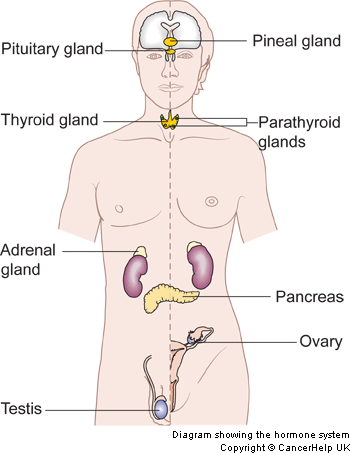 Pituitary gland
Pineal gland
Thyroid gland
Parathyroid
glands
Adrenal
gland
Pancreas
Ovary
Testis
Diagram showing the hormone system
Copyright © CancerHelp UK